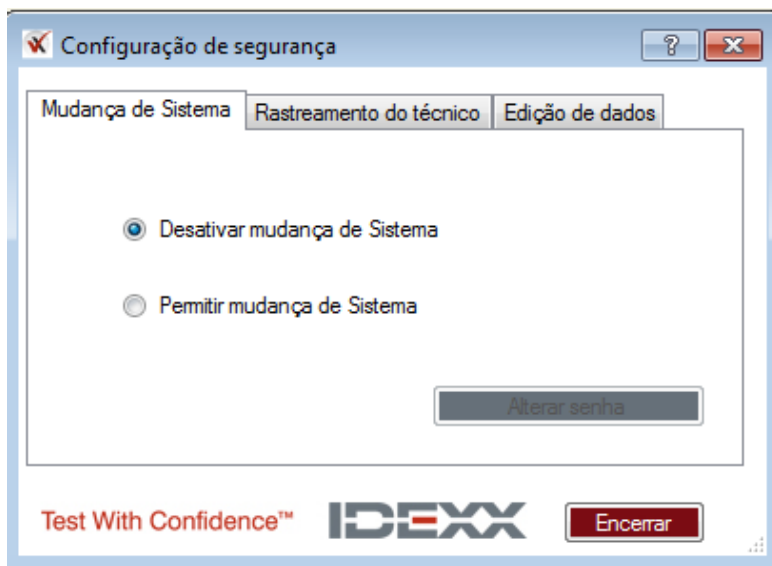 Configuração de segurança
Mudança de Sistema Rastreamento do técnico Edição de dados
Desativar mudança de Sistema
Permitir mudança de Sistema
Alterar senha
Test With Confidence™ IDEXX Encerrar